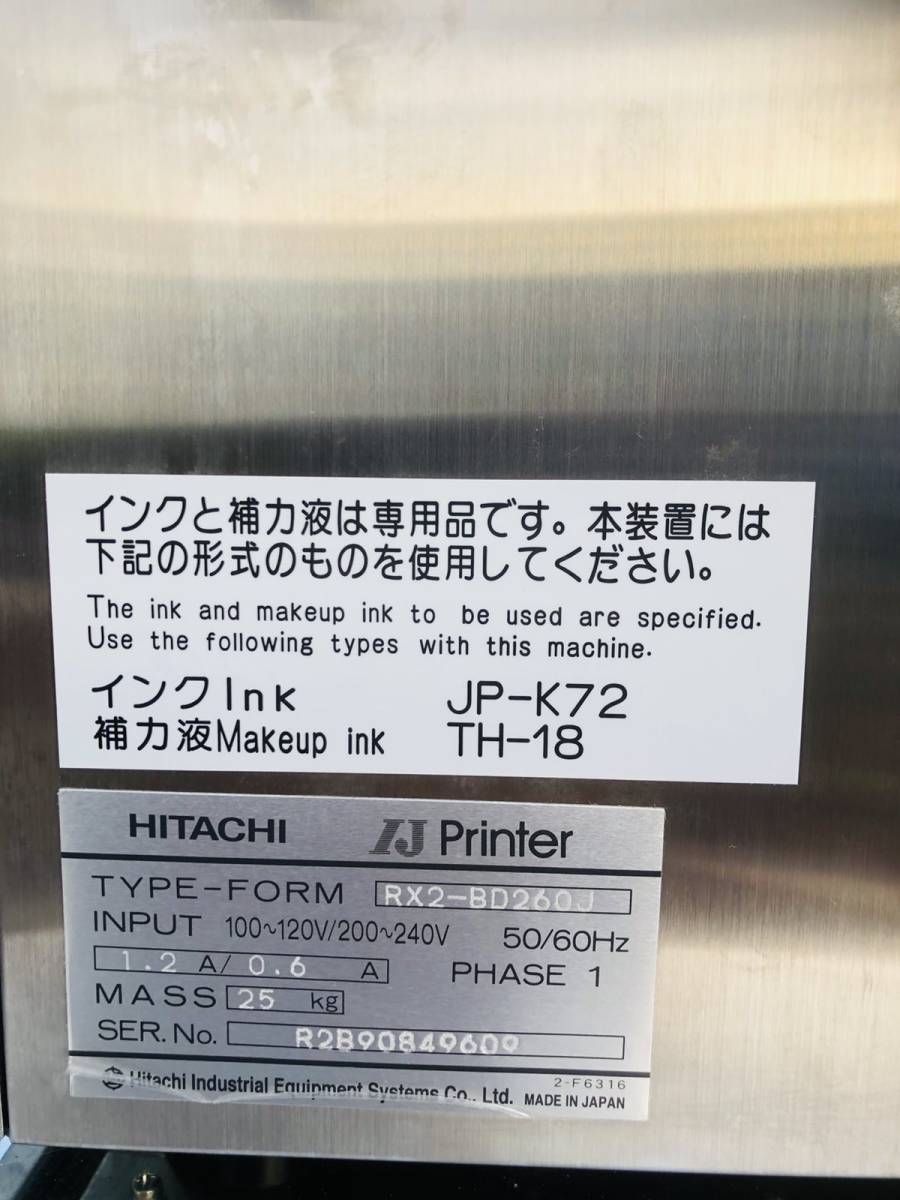 インクと補力液は専用品です。本装置には
下記の形式のものを使用してください。
The ink and makeup ink to be used are specified.
Use the following types with this machine.
インクInk JP-K72
補力液Makeup ink TH-18
HITACHI IJ Printer
TYPE-FORM RX2-BD260J
INPUT 100~120V/200~240V 50/60Hz
1.2 A/ 0.6 A PHASE 1
MASS 25 kg
SER. No. R2B90849609
2-F6316
Hitachi Industrial Equipment Systems Co., Ltd. MADE IN JAPAN